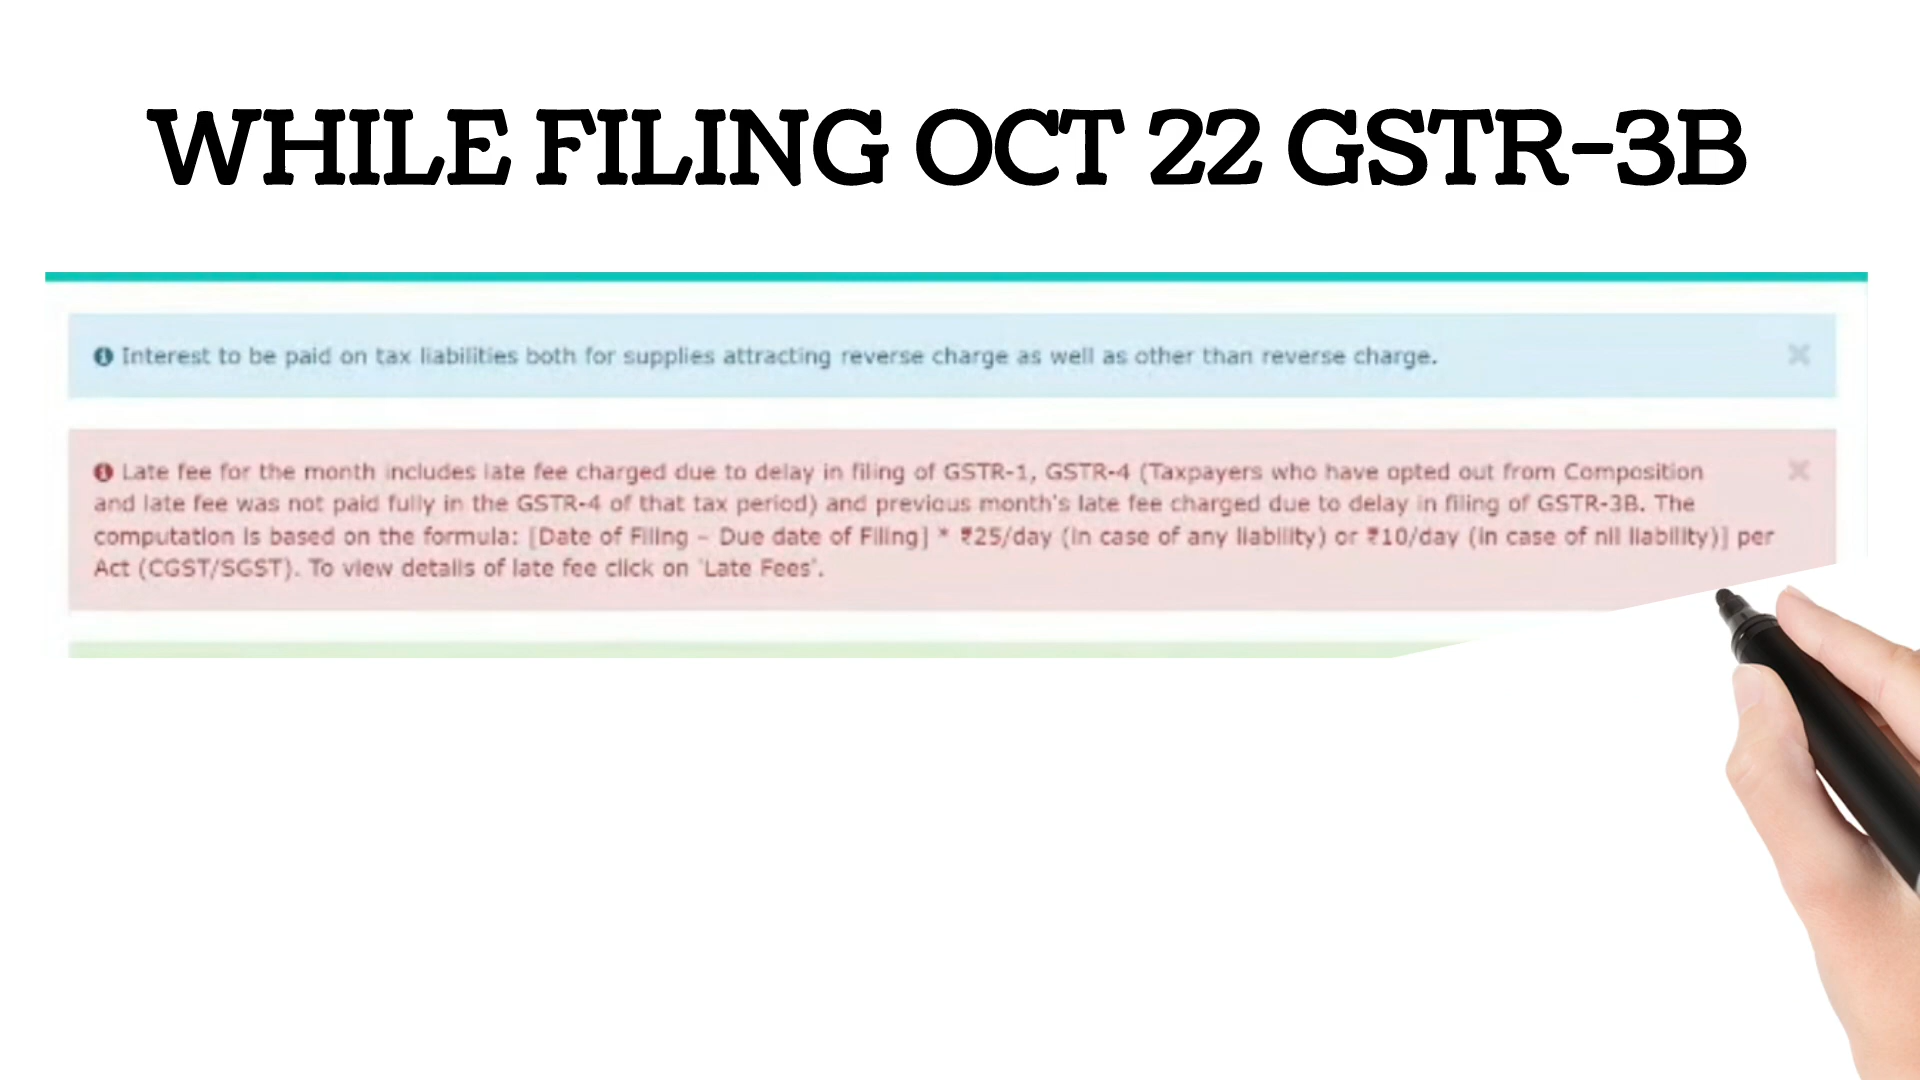 WHILE FILING OCT 22 GSTR-3B
Interest to be paid on tax liabilities both for supplies attracting reverse charge as well as other than reverse charge.
Late fee for the month includes late fee charged due to delay in filing of GSTR-1, GSTR-4 (Taxpayers who have opted out from Composition
and late fee was not paid fully in the GSTR-4 of that tax period) and previous month's late fee charged due to delay in filing of GSTR-3B. The
computation is based on the formula: [Date of Filing – Due date of Filing] * ₹25/day (in case of any liability) or ₹10/day (in case of nil liability)] per
Act (CGST/SGST). To view details of late fee click on 'Late Fees'.